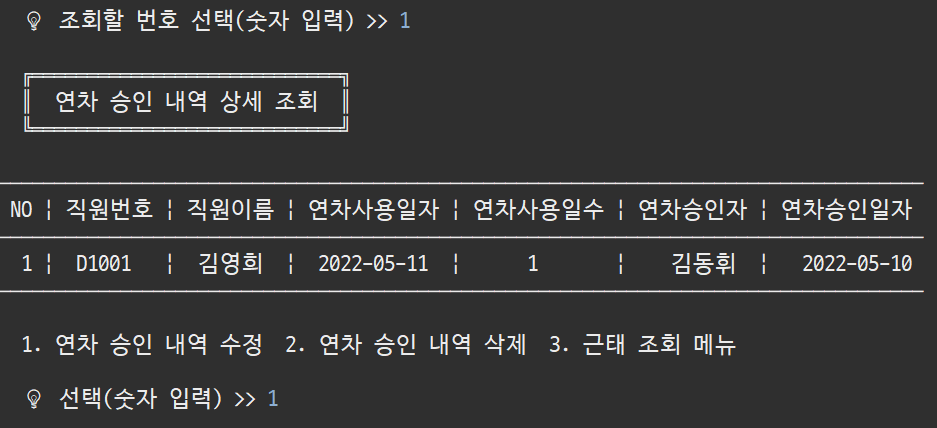 💡 조회할 번호 선택(숫자 입력) >> 1
연차 승인 내역 상세 조회
NO ¦ 직원번호 ¦ 직원이름 ¦ 연차사용일자 ¦ 연차사용일수 ¦ 연차승인자 ¦ 연차승인일자
1 ¦ D1001 ¦ 김영희 ¦ 2022-05-11 ¦ 1 ¦ 김동휘 ¦ 2022-05-10
1. 연차 승인 내역 수정 2. 연차 승인 내역 삭제 3. 근태 조회 메뉴
💡 선택(숫자 입력) >> 1